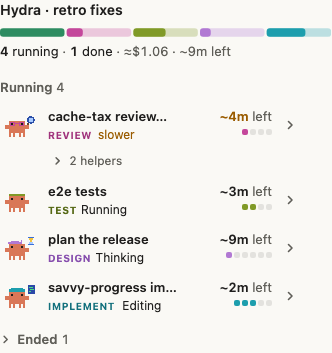 Hydra · retro fixes
4 running · 1 done · ≈$1.06 · ~9m left
Running 4
cache-tax review... ~4m left
REVIEW slower
2 helpers
e2e tests ~3m left
TEST Running
plan the release ~9m left
DESIGN Thinking
savvy-progress im... ~2m left
IMPLEMENT Editing
Ended 1